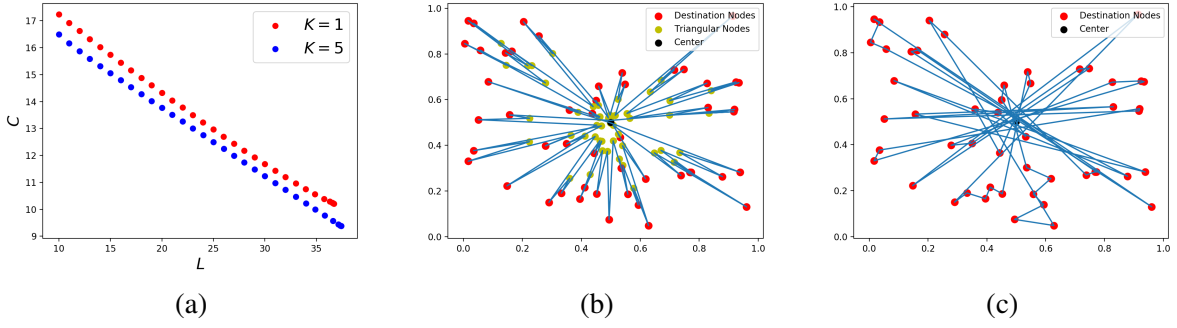 17
16
15
14
13
12
11
10
9
C
10 15 20 25 30 35
L
K = 1
K = 5
(a)
1.0
0.8
0.6
0.4
0.2
0.0
0.0 0.2 0.4 0.6 0.8 1.0
Destination Nodes
Triangular Nodes
Center
(b)
1.0
0.8
0.6
0.4
0.2
0.0
0.0 0.2 0.4 0.6 0.8 1.0
Destination Nodes
Center
(c)